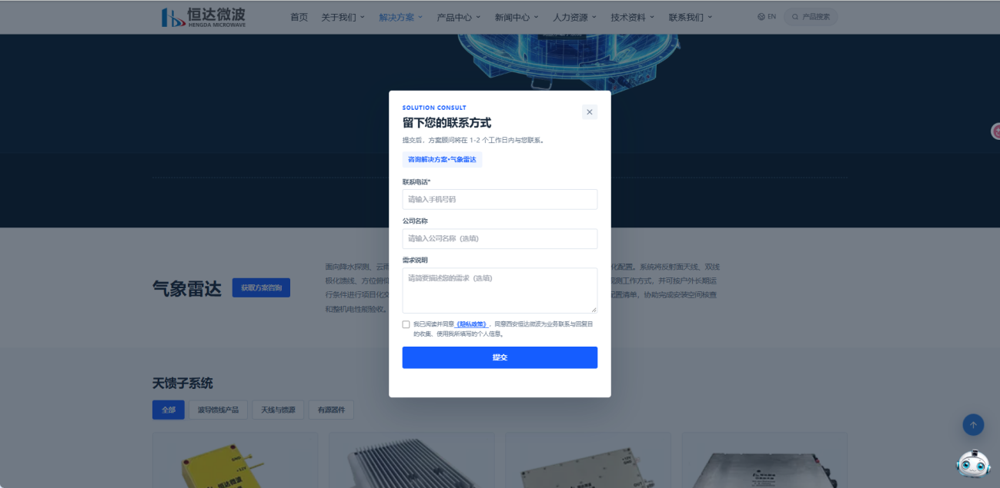 恒达微波
HENGDA MICROWAVE
首页 关于我们 解决方案 产品中心 新闻中心 人力资源 技术资料 联系我们 EN 产品搜索
SOLUTION CONSULT
留下您的联系方式
提交后，方案顾问将在 1-2 个工作日内与您联系。
咨询解决方案•气象雷达
联系电话*
请输入手机号码
公司名称
请输入公司名称（选填）
需求说明
请简要描述您的需求（选填）
我已阅读并同意《隐私政策》，同意西安恒达微波为业务联系与回复目
的收集、使用我所填写的个人信息。
提交
气象雷达
获取方案咨询
面向降水探测、云雨
化配置。系统将反射面天线、双线
极化馈线、方位俯仰
观测工作方式，并可按户外长期运
行条件进行项目化交
配置清单，协助完成安装空间核查
和整机电性能验收。
天馈子系统
全部 波导馈线产品 天线与馈源 有源器件
恒达微波